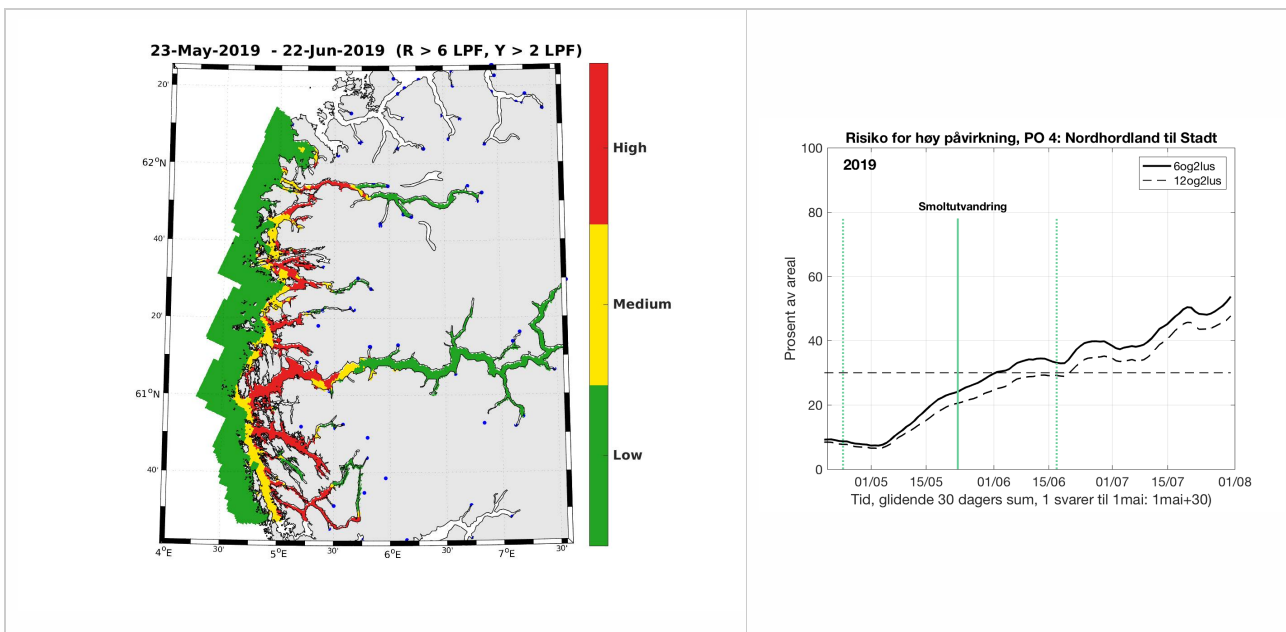 23-May-2019 - 22-Jun-2019 (R > 6 LPF, Y > 2 LPF)
20'
62°N
40'
20'
61°N
40'
4°E
30'
5°E
30'
6°E
30'
7°E
30'
High
Medium
Low
Risiko for høy påvirkning, PO 4: Nordhordland til Stadt
2019
6og2lus
12og2lus
Smoltutvandring
Prosent av areal
100
80
60
40
20
0
01/05
15/05
01/06
15/06
01/07
15/07
01/08
Tid, glidende 30 dagers sum, 1 svarer til 1mai: 1mai+30)